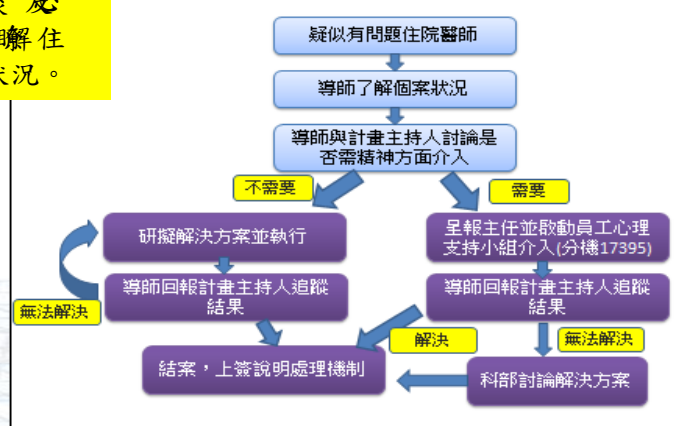 解住
狀況。
疑似有問題住院醫師
導師了解個案狀況
導師與計畫主持人討論是
否需精神方面介入
不需要
需要
研擬解決方案並執行
呈報主任並啟動員工心理
支持小組介入(分機17395)
導師回報計畫主持人追蹤
結果
導師回報計畫主持人追蹤
結果
無法解決
解決
無法解決
結案，上簽說明處理機制
科部討論解決方案